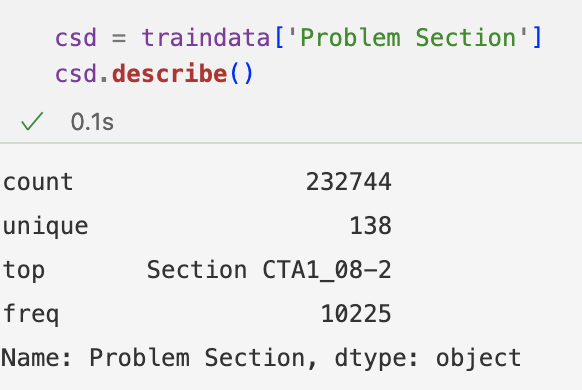 csd = traindata['Problem Section']
csd.describe()
0.1s
count 232744
unique 138
top Section CTA1_08-2
freq 10225
Name: Problem Section, dtype: object